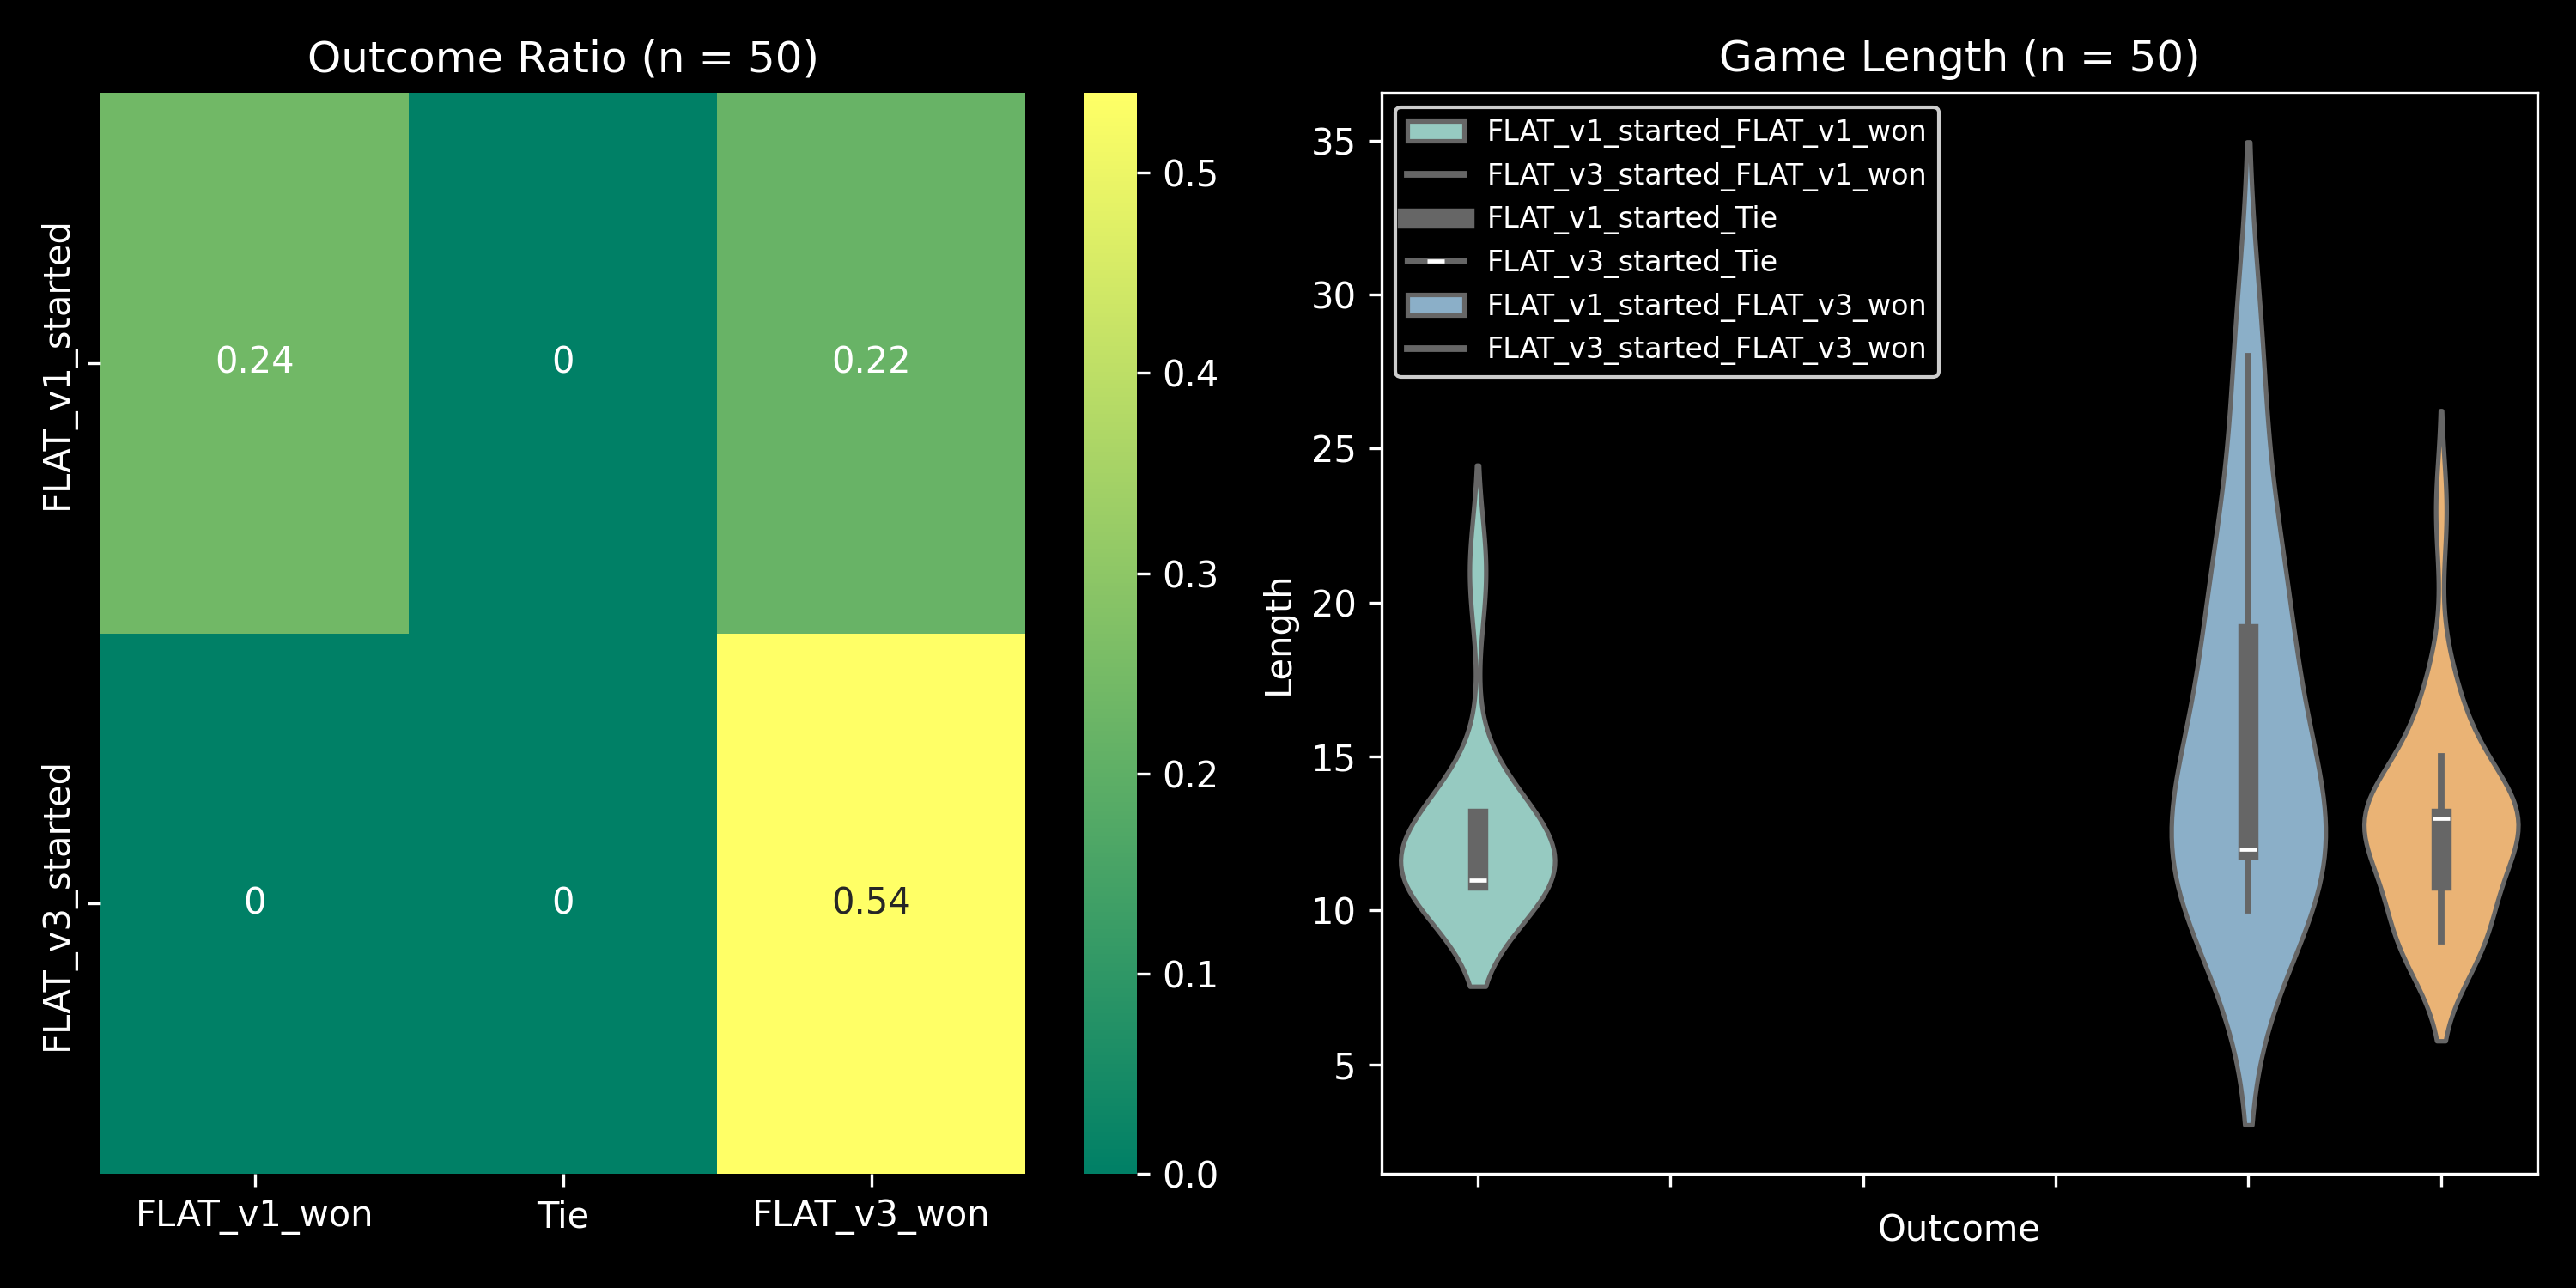 Outcome Ratio (n = 50)
FLAT_v1_started
FLAT_v3_started
0.24
0
0.22
0
0
0.54
FLAT_v1_won
Tie
FLAT_v3_won
0.5
0.4
0.3
0.2
0.1
0.0
Game Length (n = 50)
Length
35
30
25
20
15
10
5
FLAT_v1_started_FLAT_v1_won
FLAT_v3_started_FLAT_v1_won
FLAT_v1_started_Tie
FLAT_v3_started_Tie
FLAT_v1_started_FLAT_v3_won
FLAT_v3_started_FLAT_v3_won
Outcome